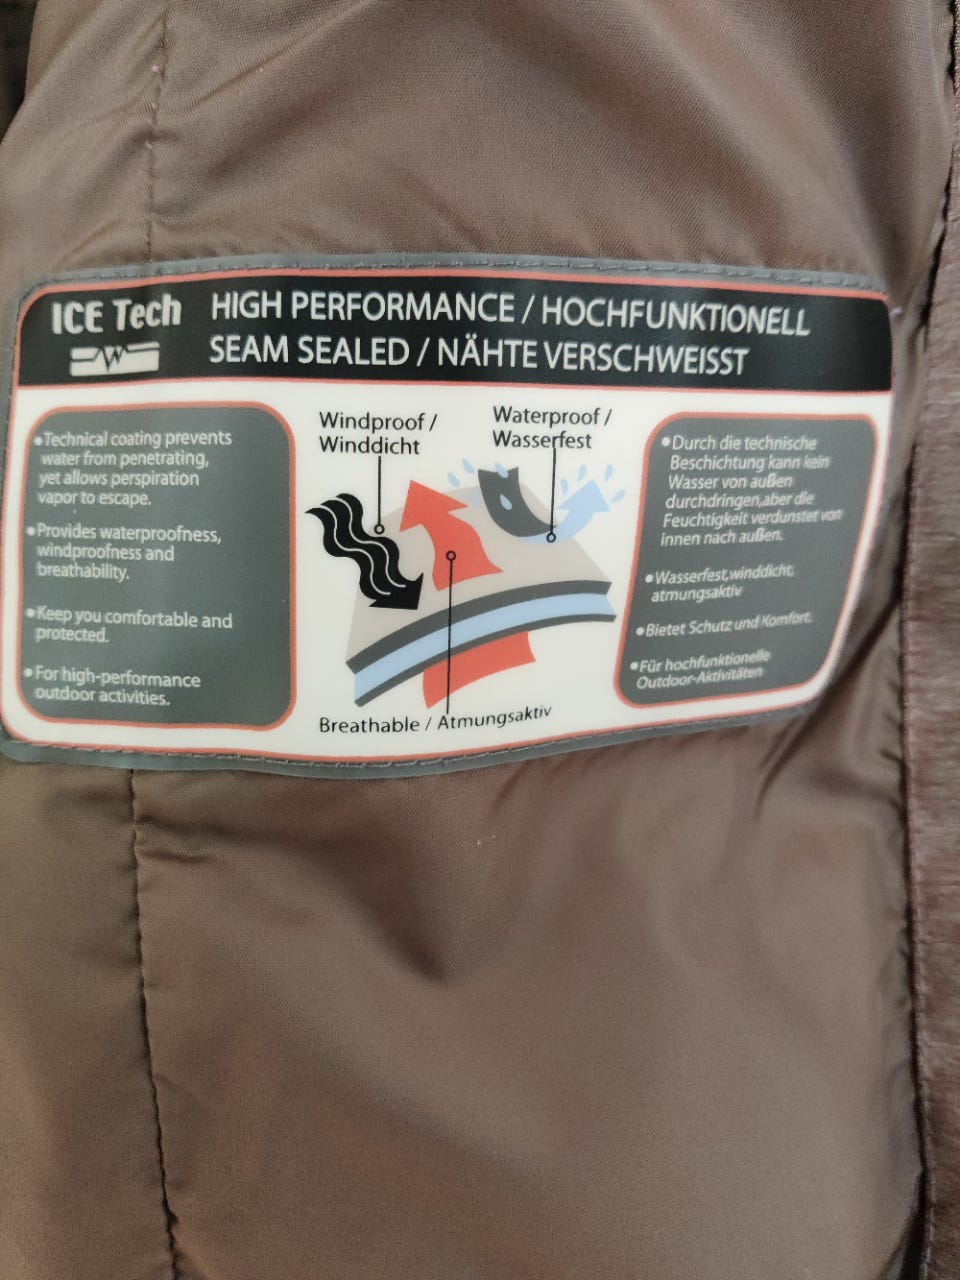 ICE Tech
W
HIGH PERFORMANCE / HOCHFUNKTIONELL
SEAM SEALED / NÄHTE VERSCHWEISST
•Technical coating prevents
water from penetrating,
yet allows perspiration
vapor to escape.
•Provides waterproofness,
windproofness and
breathability.
•Keep you comfortable and
protected.
•For high-performance
outdoor activities.
Windproof /
Winddicht
Waterproof /
Wasserfest
Breathable / Atmungsaktiv
•Durch die technische
Beschichtung kann kein
Wasser von außen
durchdringen,aber die
Feuchtigkeit verdunstet von
innen nach außen.
•Wasserfest,winddicht,
atmungsaktiv
•Bietet Schutz und Komfort.
•Für hochfunktionelle
Outdoor-Aktivitäten